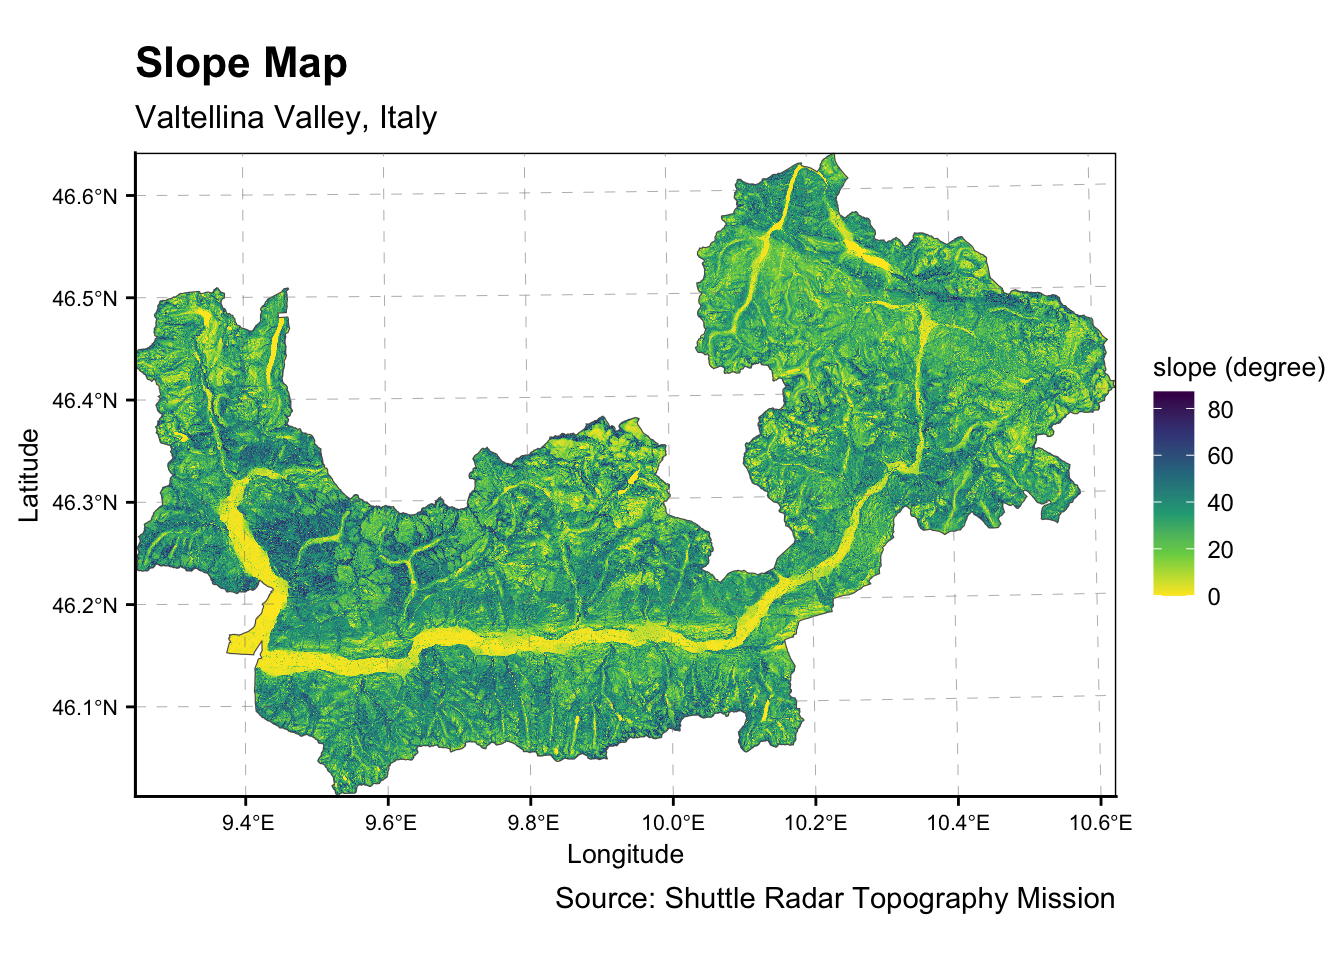 Slope Map
Valtellina Valley, Italy
46.6°N
46.5°N
46.4°N
46.3°N
46.2°N
46.1°N
Latitude
9.4°E
9.6°E
9.8°E
10.0°E
10.2°E
10.4°E
10.6°E
Longitude
slope (degree)
80
60
40
20
0
Source: Shuttle Radar Topography Mission